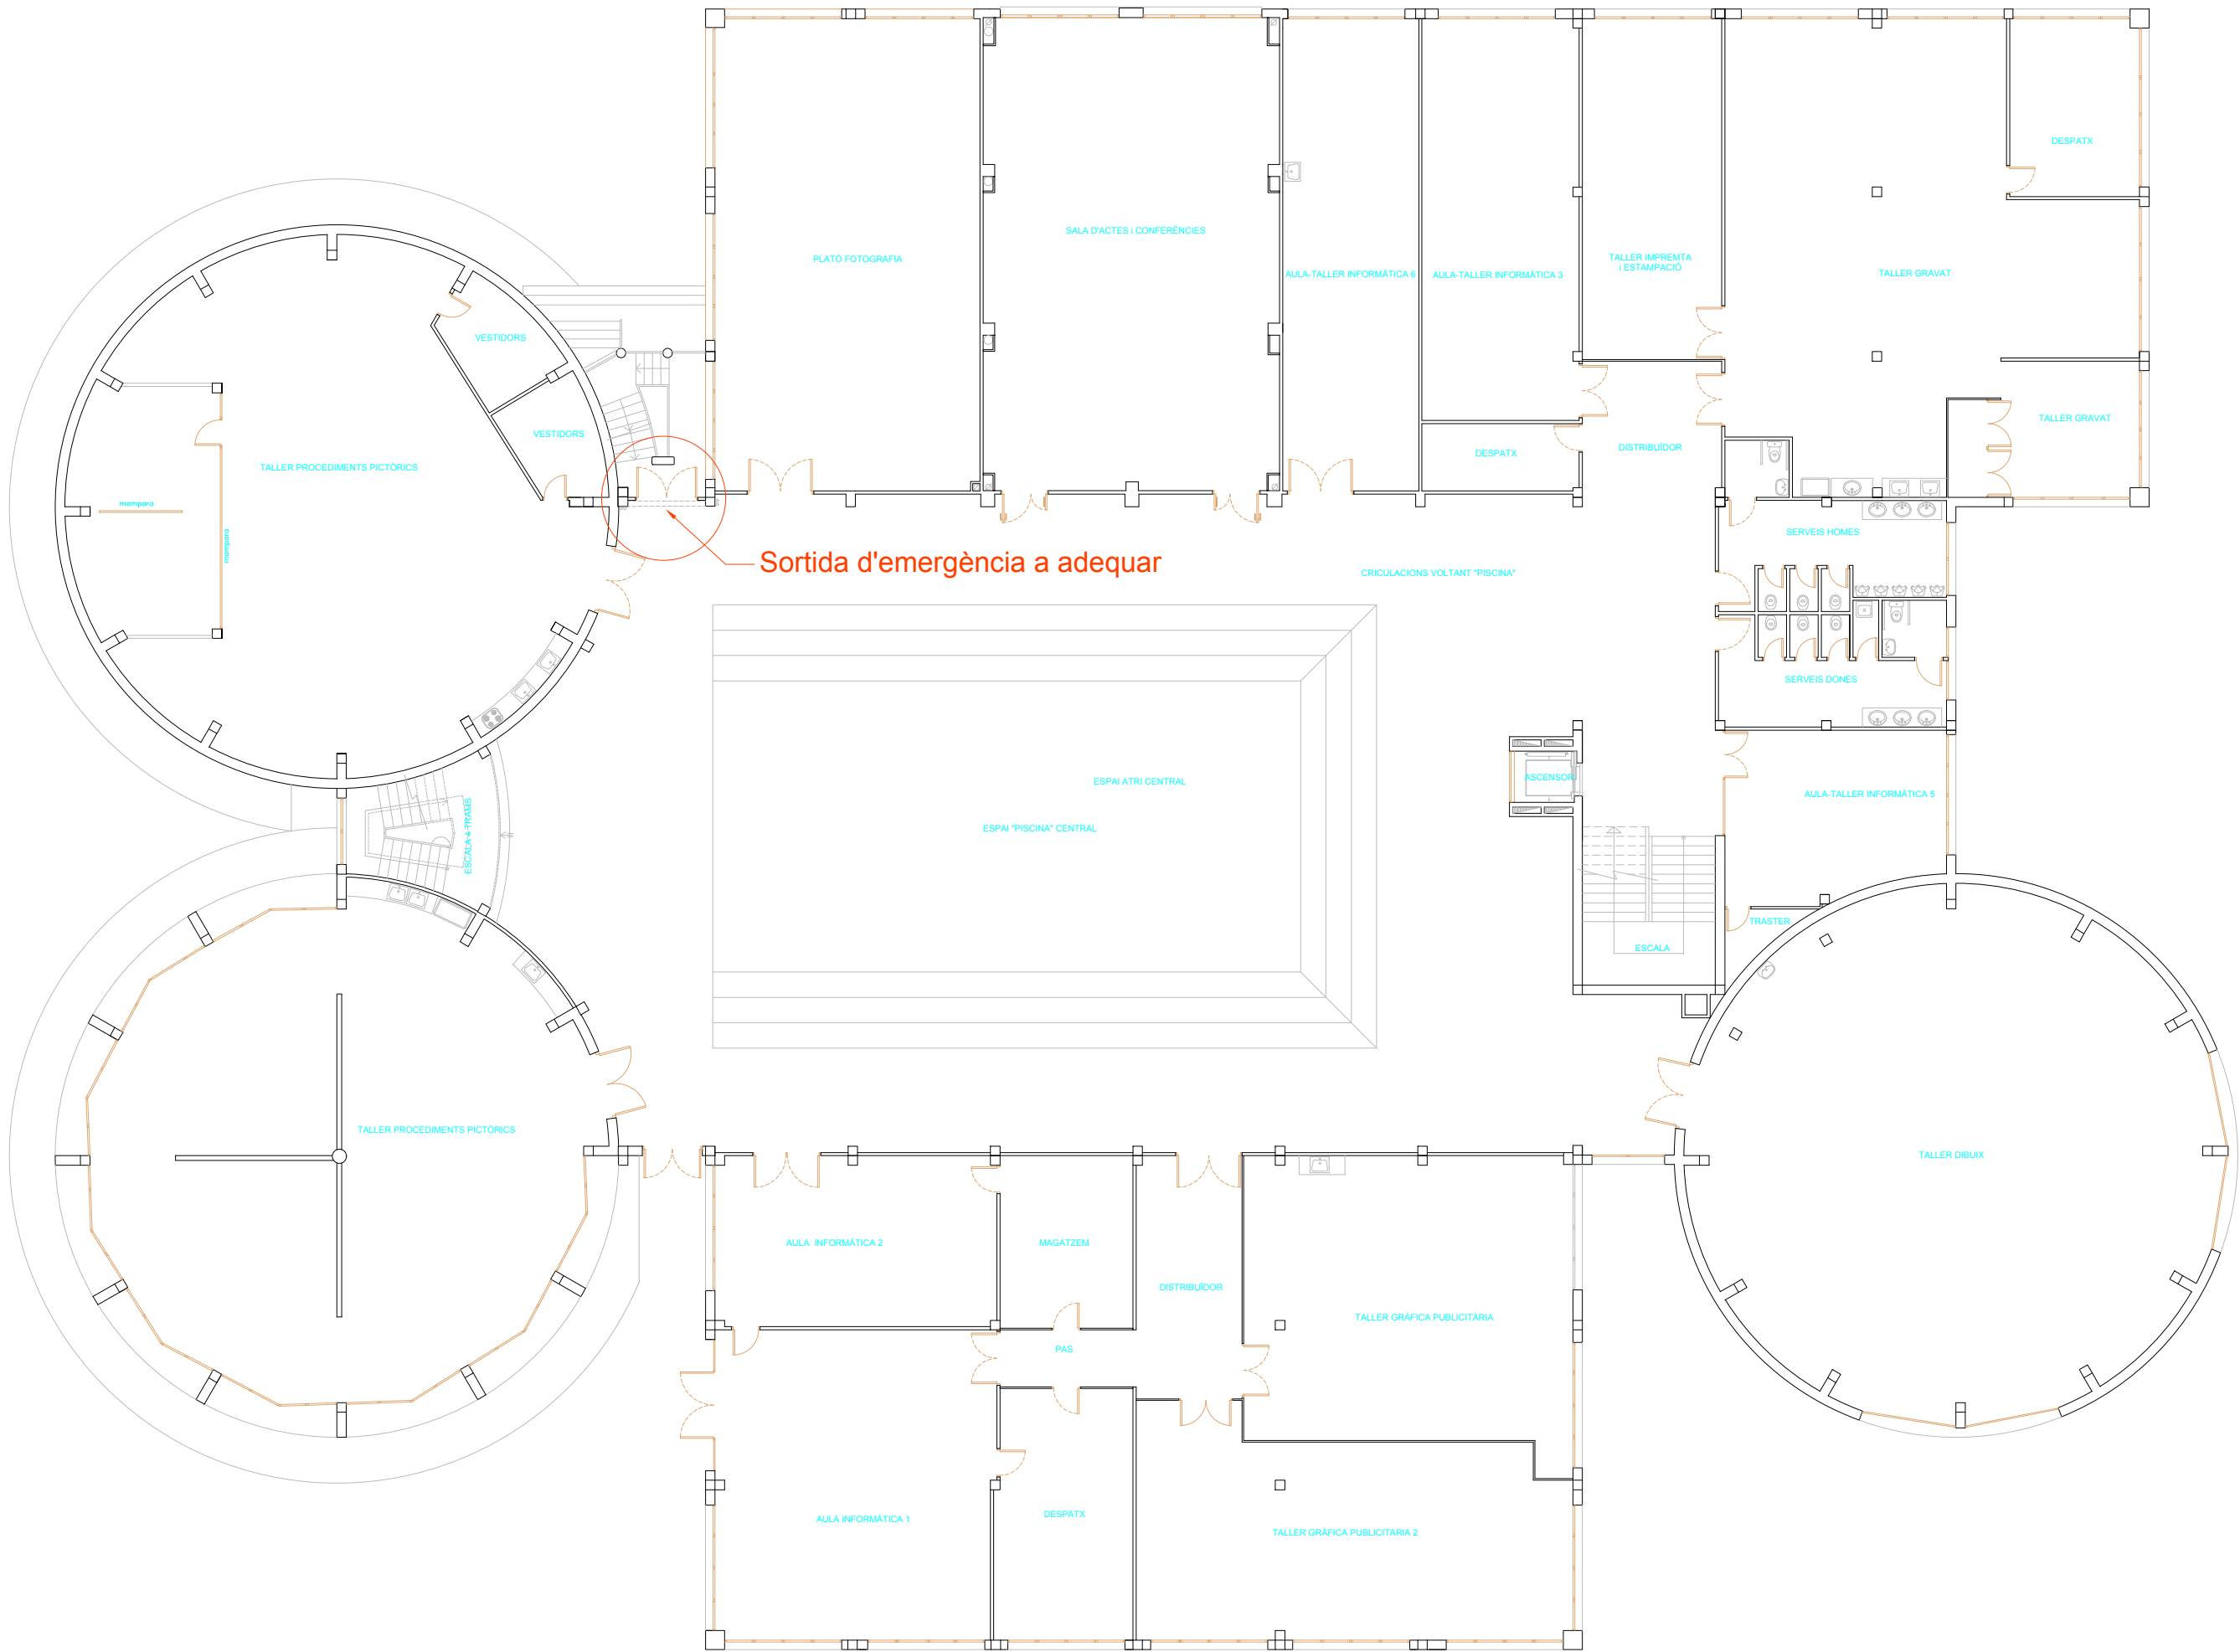 DESPATX
SALA D'ACTES i CONFERÈNCIES
PLATÓ FOTOGRAFIA
TALLER IMPREMTA
i ESTAMPACIÓ
AULA-TALLER INFORMÀTICA 6
AULA-TALLER INFORMÀTICA 3
TALLER GRAVAT
VESTIDORS
VESTIDORS
TALLER GRAVAT
DISTRIBUÏDOR
DESPATX
TALLER PROCEDIMENTS PICTÒRICS
mampara
mampara
SERVEIS HOMES
Sortida d'emergència a adequar
CIRICULACIONS VOLTANT "PISCINA"
SERVEIS DONES
ASCENSOR
ESPAI ATRI CENTRAL
AULA-TALLER INFORMÀTICA 5
ESPAI "PISCINA" CENTRAL
ESCALA 4 TRAMS
TRASTER
ESCALA
TALLER PROCEDIMENTS PICTÒRICS
TALLER DIBUIX
AULA INFORMÀTICA 2
MAGATZEM
DISTRIBUÏDOR
TALLER GRÀFICA PUBLICITÀRIA
PAS
DESPATX
AULA INFORMÀTICA 1
TALLER GRÀFICA PUBLICITARIA 2